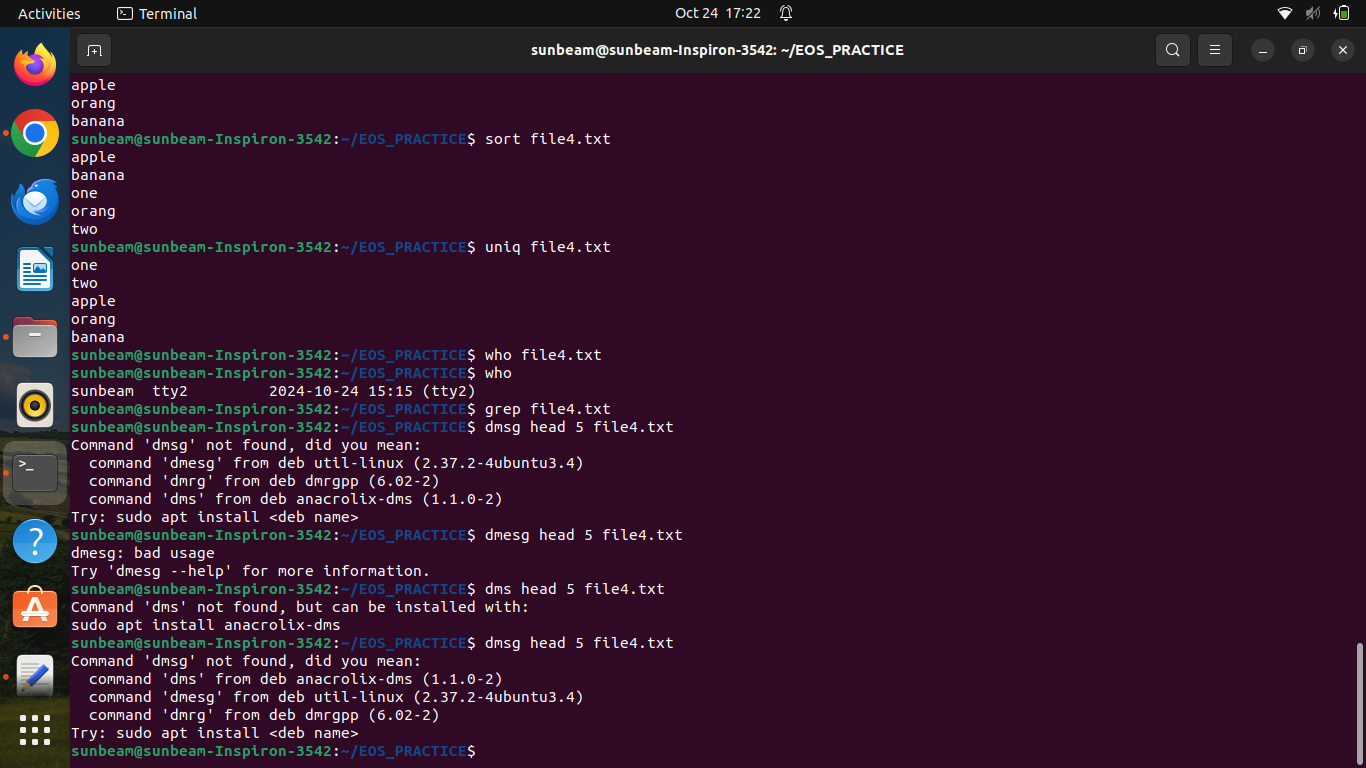 Activities
Terminal
Oct 24 17:22
sunbeam@sunbeam-Inspiron-3542: ~/EOS_PRACTICE
apple
orang
banana
sunbeam@sunbeam-Inspiron-3542:~/EOS_PRACTICE$ sort file4.txt
apple
banana
one
orang
two
sunbeam@sunbeam-Inspiron-3542:~/EOS_PRACTICE$ uniq file4.txt
one
two
apple
orang
banana
sunbeam@sunbeam-Inspiron-3542:~/EOS_PRACTICE$ who file4.txt
sunbeam@sunbeam-Inspiron-3542:~/EOS_PRACTICE$ who
sunbeam  tty2         2024-10-24 15:15 (tty2)
sunbeam@sunbeam-Inspiron-3542:~/EOS_PRACTICE$ grep file4.txt
sunbeam@sunbeam-Inspiron-3542:~/EOS_PRACTICE$ dmsg head 5 file4.txt
Command 'dmsg' not found, did you mean:
  command 'dmesg' from deb util-linux (2.37.2-4ubuntu3.4)
  command 'dmrg' from deb dmrgpp (6.02-2)
  command 'dms' from deb anacrolix-dms (1.1.0-2)
Try: sudo apt install <deb name>
sunbeam@sunbeam-Inspiron-3542:~/EOS_PRACTICE$ dmesg head 5 file4.txt
dmesg: bad usage
Try 'dmesg --help' for more information.
sunbeam@sunbeam-Inspiron-3542:~/EOS_PRACTICE$ dms head 5 file4.txt
Command 'dms' not found, but can be installed with:
sudo apt install anacrolix-dms
sunbeam@sunbeam-Inspiron-3542:~/EOS_PRACTICE$ dmsg head 5 file4.txt
Command 'dmsg' not found, did you mean:
  command 'dms' from deb anacrolix-dms (1.1.0-2)
  command 'dmesg' from deb util-linux (2.37.2-4ubuntu3.4)
  command 'dmrg' from deb dmrgpp (6.02-2)
Try: sudo apt install <deb name>
sunbeam@sunbeam-Inspiron-3542:~/EOS_PRACTICE$